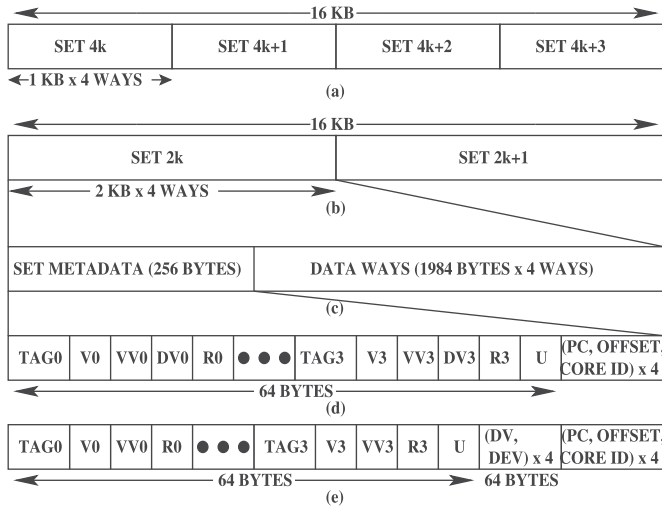 16 KB
SET 4k SET 4k+1 SET 4k+2 SET 4k+3
1 KB x 4 WAYS
(a)
16 KB
SET 2k SET 2k+1
2 KB x 4 WAYS
(b)
SET METADATA (256 BYTES) DATA WAYS (1984 BYTES x 4 WAYS)
(c)
TAG0 V0 VV0 DV0 R0 ● ● ● TAG3 V3 VV3 DV3 R3 U (PC, OFFSET, CORE ID) x 4
64 BYTES
(d)
TAG0 V0 VV0 R0 ● ● ● TAG3 V3 VV3 R3 U (DV, DEV) x 4 (PC, OFFSET, CORE ID) x 4
64 BYTES 64 BYTES
(e)